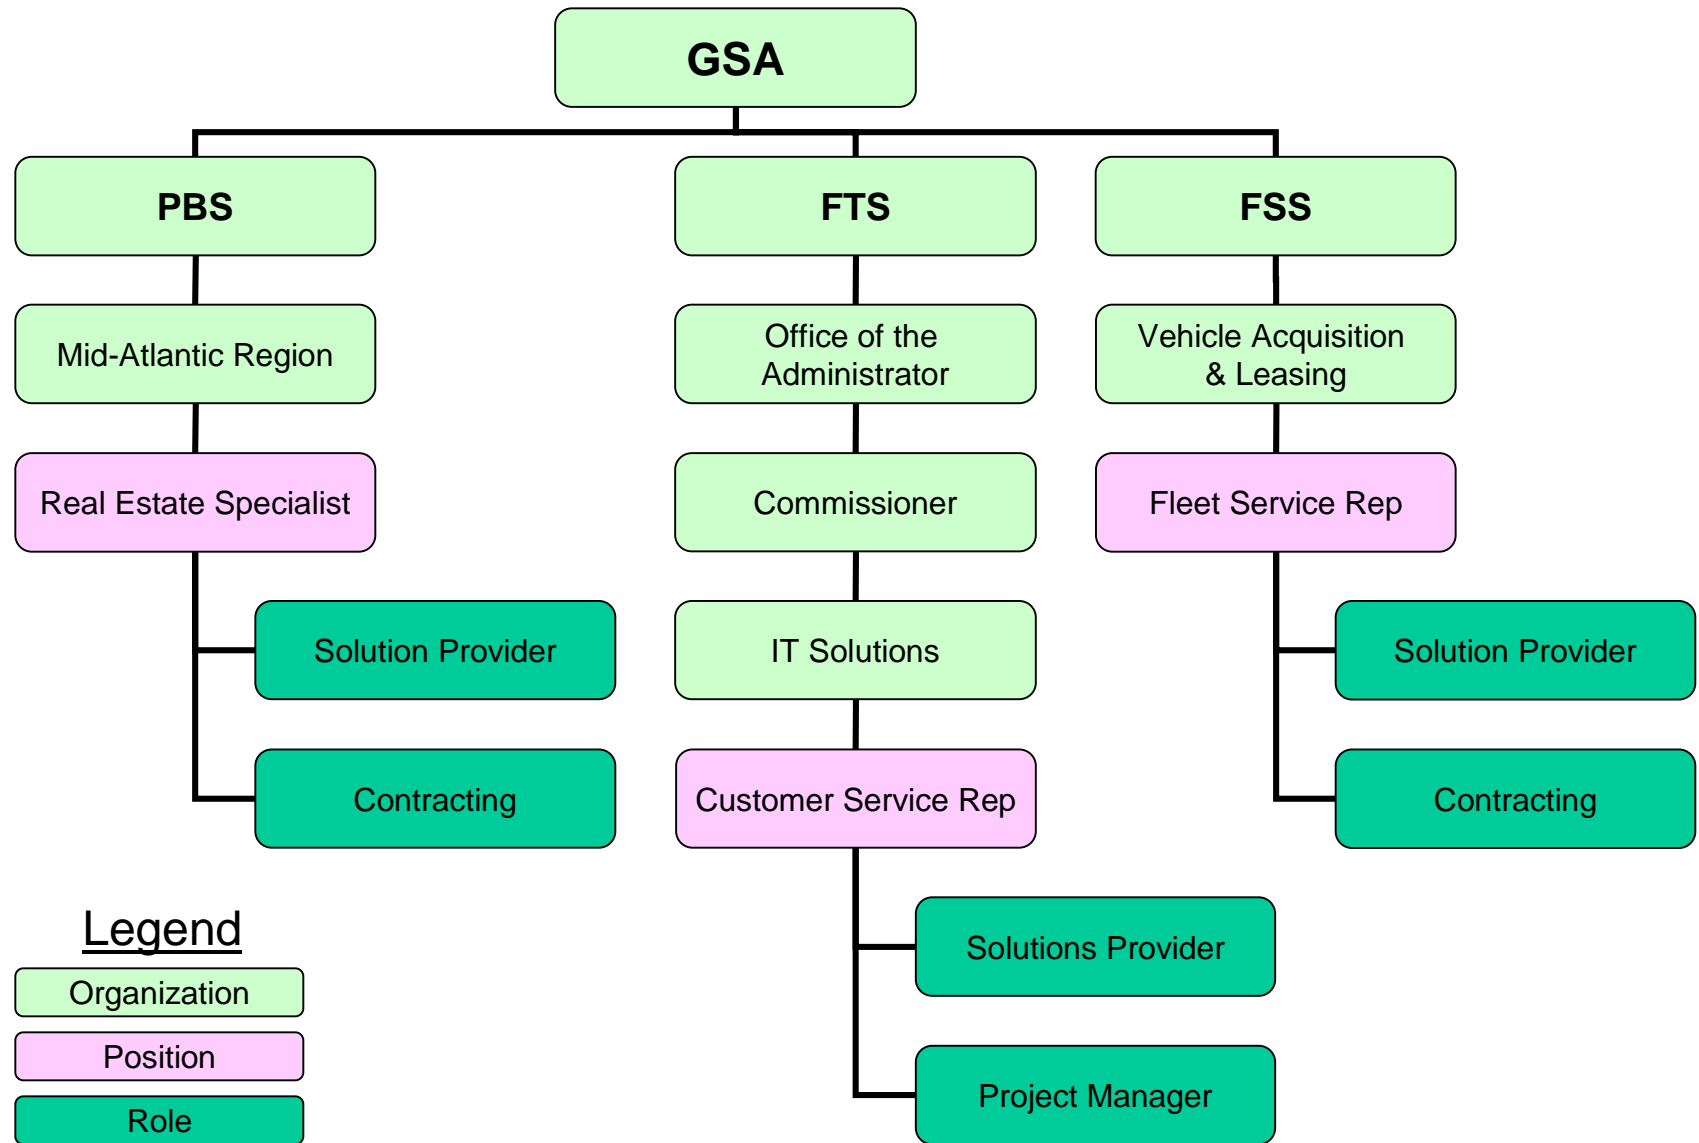 GSA
PBS
FTS
FSS
Mid-Atlantic Region
Office of the
Administrator
Vehicle Acquisition
& Leasing
Real Estate Specialist
Commissioner
Fleet Service Rep
Solution Provider
IT Solutions
Solution Provider
Contracting
Customer Service Rep
Contracting
Legend
Solutions Provider
Organization
Position
Project Manager
Role